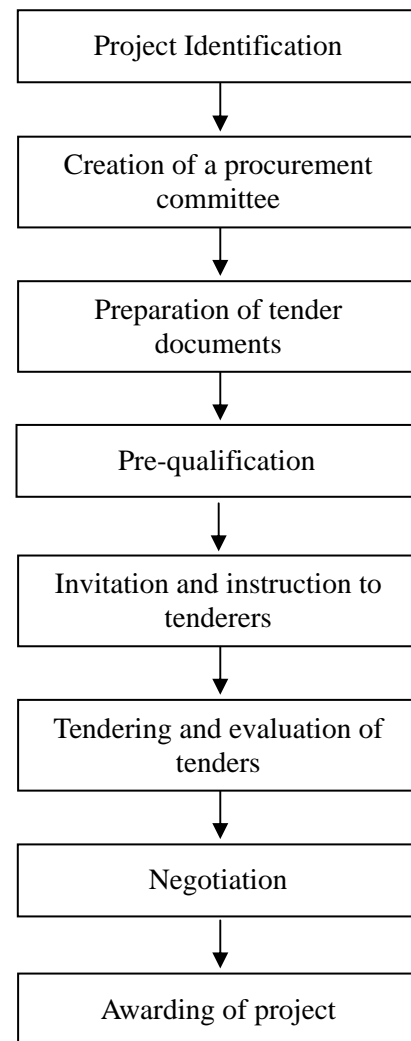 Project Identification
Creation of a procurement
committee
Preparation of tender
documents
Pre-qualification
Invitation and instruction to
tenderers
Tendering and evaluation of
tenders
Negotiation
Awarding of project